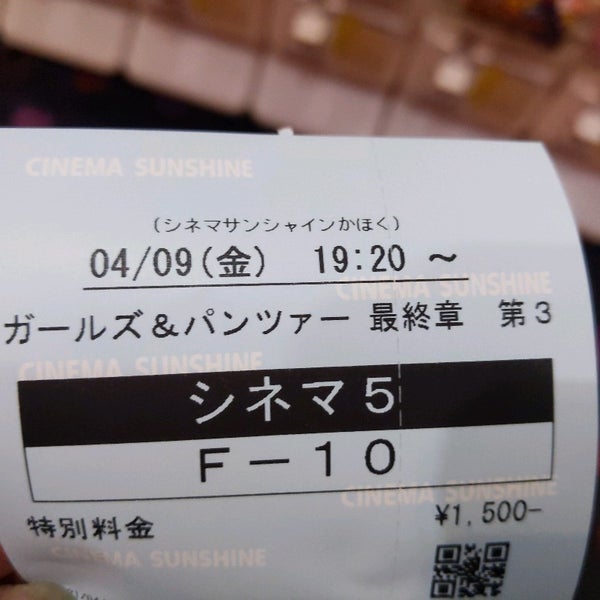 CINEMA SUNSHINE
(シネマサンシャインかほく)
04/09(金) 19:20 ～
CINEMA SUNSHINE
ガールズ&パンツァー 最終章 第3
CINEMA SUNSHINE
シネマ5
F-10
CINEMA SUNSHINE
特別料金 ¥1,500-
CINEMA SUNSHINE